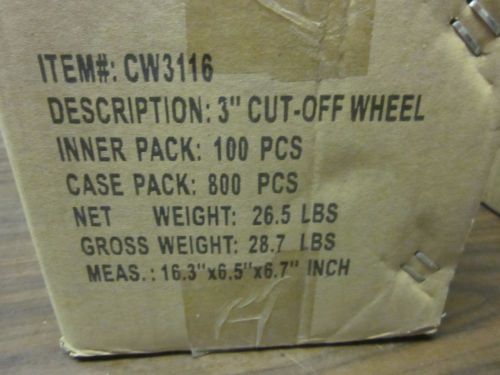 ITEM#: CW3116
DESCRIPTION: 3" CUT-OFF WHEEL
INNER PACK: 100 PCS
CASE PACK: 800 PCS
NET WEIGHT: 26.5 LBS
GROSS WEIGHT: 28.7 LBS
MEAS.: 16.3"x6.5"x6.7" INCH